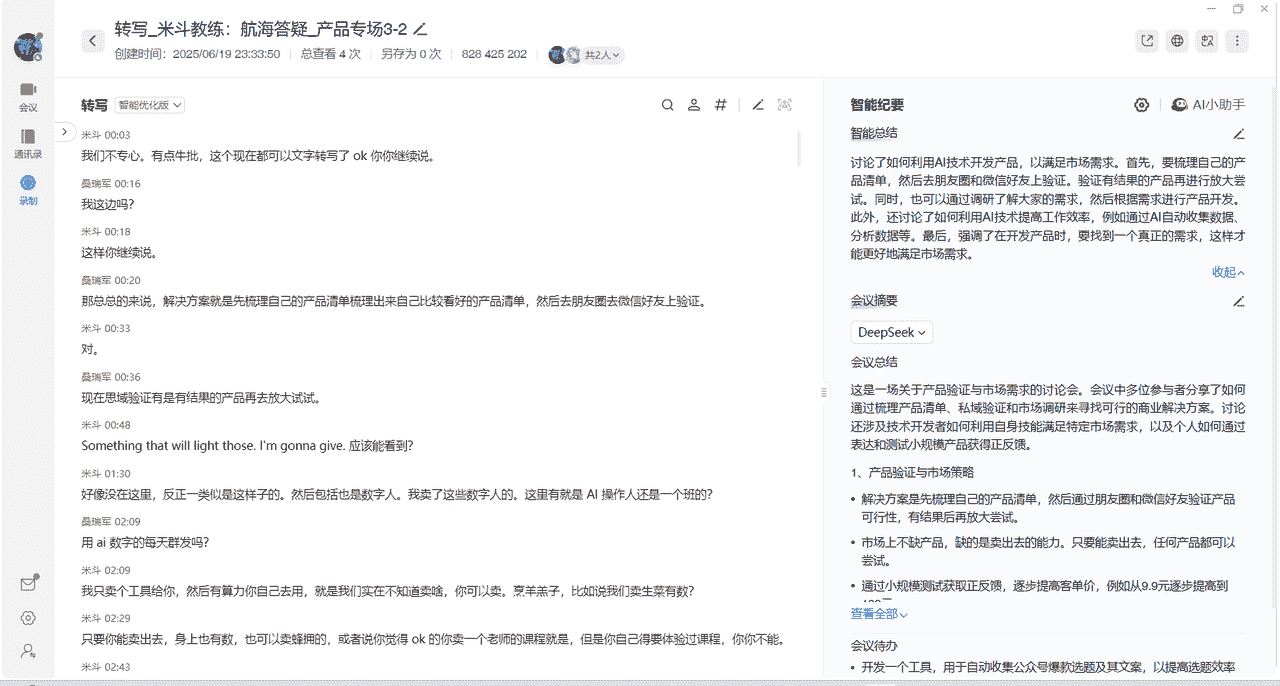 转写_米斗教练：航海答疑_产品专场3-2
创建时间：2025/06/19 23:33:50 总查看 4 次 另存为 0 次 828 425 202 共2人
会议
通讯录
录制
转写 智能优化版
米斗 00:03
我们不专心。有点牛批，这个现在都可以文字转写了 ok 你你继续说。
聂瑞军 00:16
我这边吗?
米斗 00:18
这样你继续说。
聂瑞军 00:20
那总总的来说，解决方案就是先梳理自己的产品清单梳理出来自己比较看好的产品清单，然后去朋友圈去微信好友上验证。
米斗 00:33
对。
聂瑞军 00:36
现在思域验证有是有结果的产品再去放大试试。
米斗 00:48
Something that will light those. I'm gonna give. 应该能看到?
米斗 01:30
好像没在这里，反正一类似是这样子的。然后包括也是数字人。我卖了这些数字人的。这里有就是 AI 操作人还是一个班的?
聂瑞军 02:09
用 ai 数字的每天群发吗?
米斗 02:09
我只卖个工具给你，然后有算力你自己去用，就是我们实在不知道卖啥，你可以卖。烹羊羔子，比如说我们卖生菜有数?
米斗 02:29
只要你能卖出去，身上也有数，也可以卖蜂拥的，或者说你觉得 ok 的你卖一个老师的课程就是，但是你自己得要体验过课程，你你不能。
米斗 02:43
智能纪要 AI小助手
智能总结
讨论了如何利用AI技术开发产品，以满足市场需求。首先，要梳理自己的产
品清单，然后去朋友圈和微信好友上验证。验证有结果的产品再进行放大尝
试。同时，也可以通过调研了解大家的需求，然后根据需求进行产品开发。
此外，还讨论了如何利用AI技术提高工作效率，例如通过AI自动收集数据、
分析数据等。最后，强调了在开发产品时，要找到一个真正的需求，这样才
能更好地满足市场需求。
收起
会议摘要
DeepSeek
会议总结
这是一场关于产品验证与市场需求的讨论会。会议中多位参与者分享了如何
通过梳理产品清单、私域验证和市场调研来寻找可行的商业解决方案。讨论
还涉及技术开发者如何利用自身技能满足特定市场需求，以及个人如何通过
表达和测试小规模产品获得正反馈。
1、产品验证与市场策略
• 解决方案是先梳理自己的产品清单，然后通过朋友圈和微信好友验证产品
可行性，有结果后再放大尝试。
• 市场上不缺产品，缺的是卖出去的能力。只要能卖出去，任何产品都可以
尝试。
• 通过小规模测试获取正反馈，逐步提高客单价，例如从9.9元逐步提高到
查看全部
会议待办
• 开发一个工具，用于自动收集公众号爆款选题及其文案，以提高选题效率